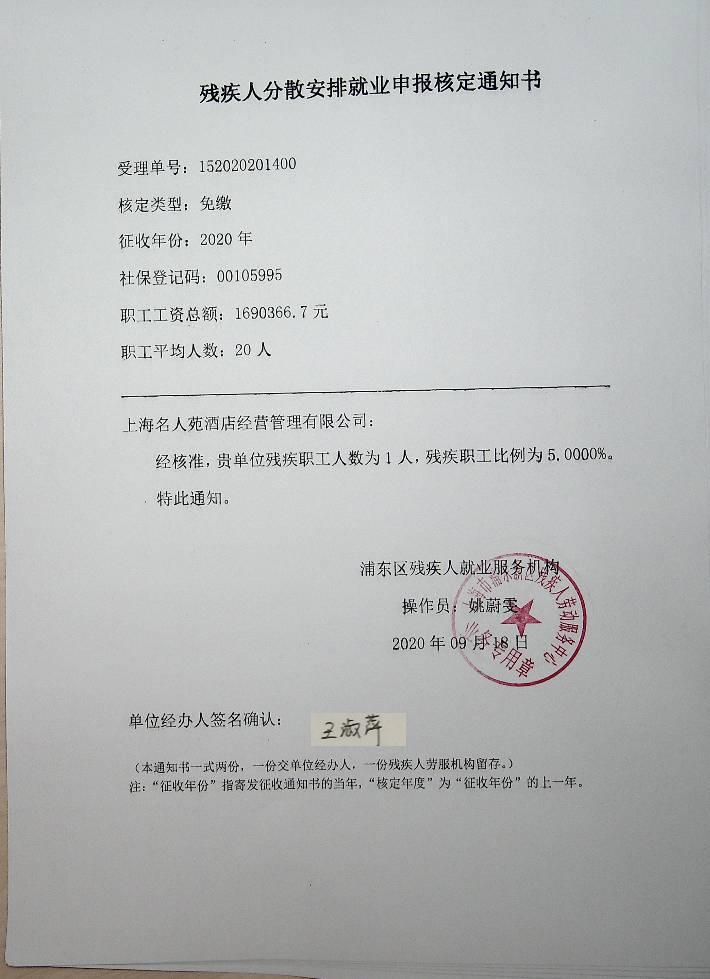 残疾人分散安排就业申报核定通知书
受理单号：152020201400
核定类型：免缴
征收年份：2020 年
社保登记码：00105995
职工工资总额：1690366.7 元
职工平均人数：20 人
上海名人苑酒店经营管理有限公司：
经核准，贵单位残疾职工人数为 1 人，残疾职工比例为 5.0000%。
特此通知。
浦东区残疾人就业服务机构
操作员：姚蔚雯
2020 年 09 月 18 日
上海市浦东新区残疾人劳动服务中心
业务专用章
单位经办人签名确认：
王淑萍
（本通知书一式两份，一份交单位经办人，一份残疾人劳服机构留存。）
注：“征收年份”指寄发征收通知书的当年，“核定年度”为“征收年份”的上一年。